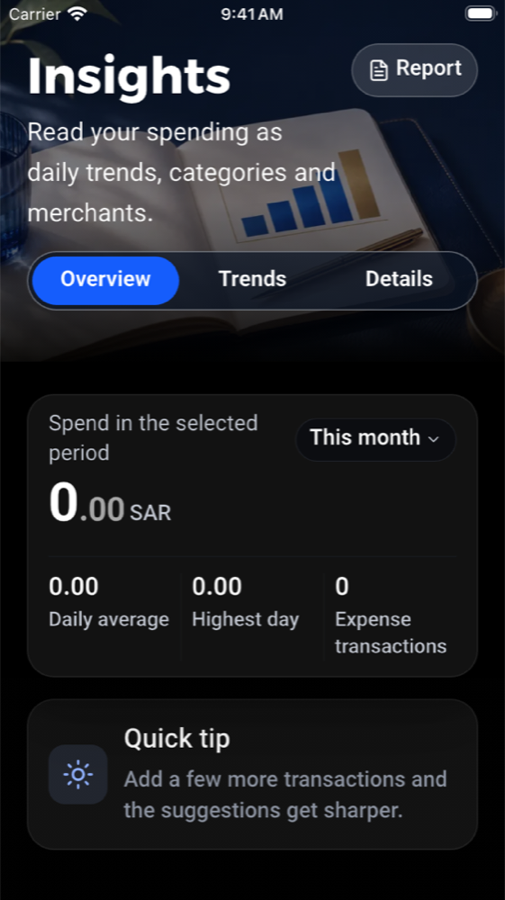 Carrier 9:41 AM
Insights
Report
Read your spending as
daily trends, categories and
merchants.
Overview Trends Details
Spend in the selected
period
This month
0.00 SAR
0.00 0.00 0
Daily average Highest day Expense
transactions
Quick tip
Add a few more transactions and
the suggestions get sharper.